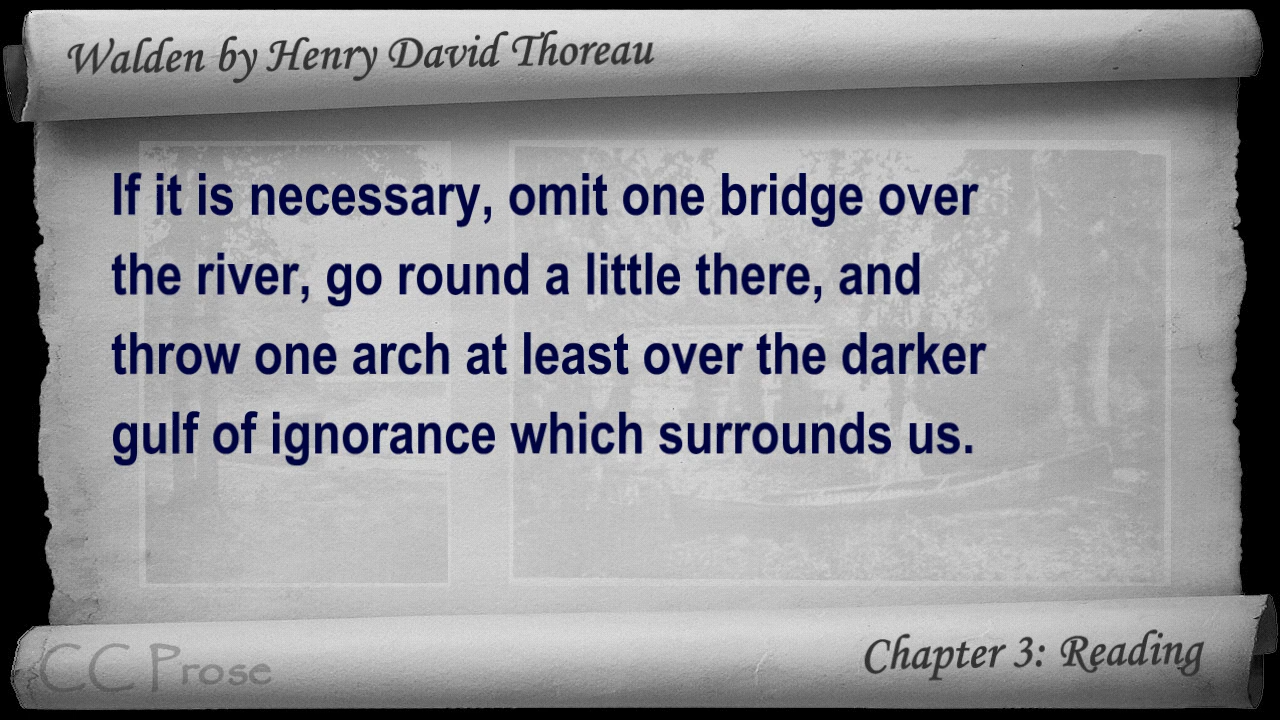 Walden by Henry David Thoreau
If it is necessary, omit one bridge over
the river, go round a little there, and
throw one arch at least over the darker
gulf of ignorance which surrounds us.
CC Prose
Chapter 3: Reading